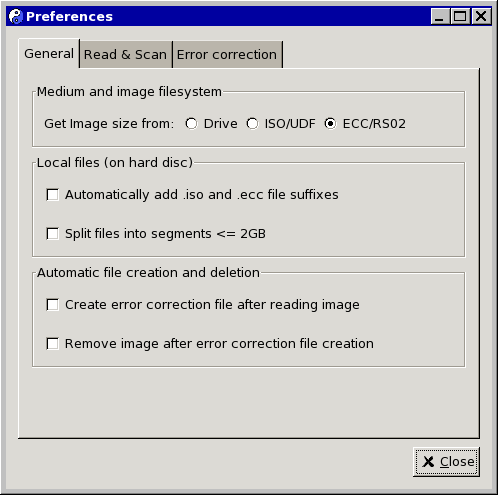 Preferences
General Read & Scan Error correction
Medium and image filesystem
Get Image size from: Drive ISO/UDF ECC/RS02
Local files (on hard disc)
Automatically add .iso and .ecc file suffixes
Split files into segments <= 2GB
Automatic file creation and deletion
Create error correction file after reading image
Remove image after error correction file creation
Close